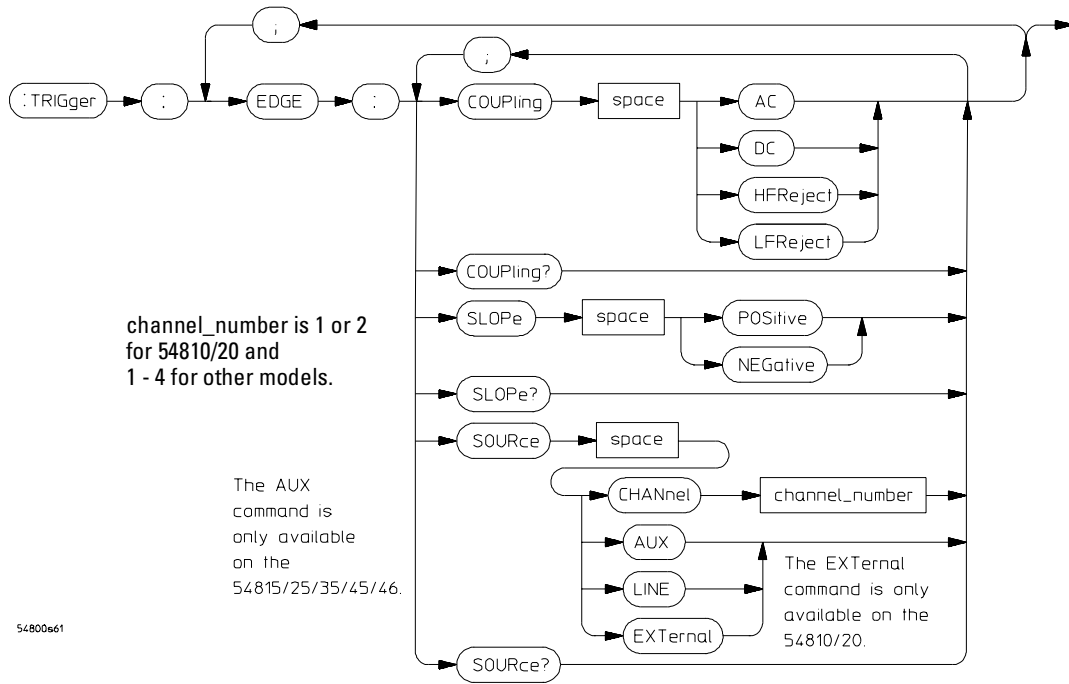 ;
;
:TRIGger
:
EDGE
:
COUPling
space
AC
DC
HFReject
LFReject
COUPling?
channel_number is 1 or 2
for 54810/20 and
1 - 4 for other models.
SLOPe
space
POSitive
NEGative
SLOPe?
SOURce
space
The AUX
command is
only available
on the
54815/25/35/45/46.
CHANnel
channel_number
AUX
LINE
EXTernal
The EXTernal
command is only
available on the
54810/20.
54800s61
SOURce?